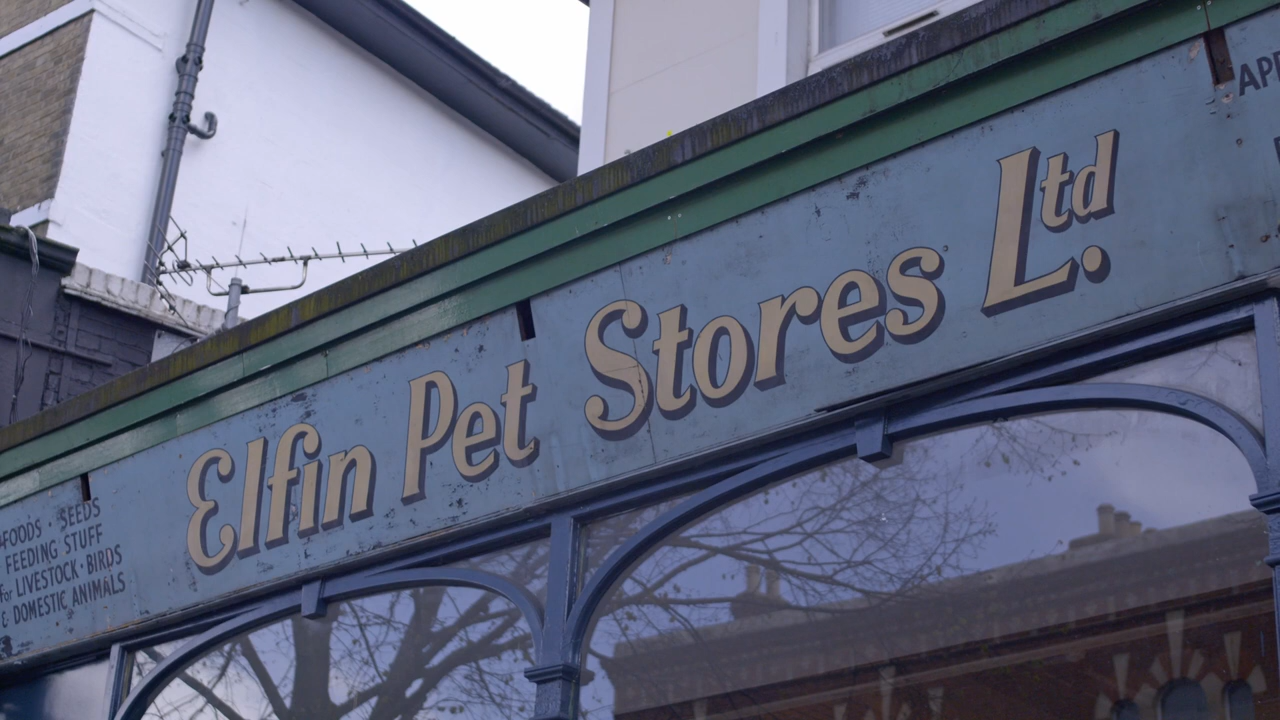 FOODS · SEEDS
FEEDING STUFF
For LIVESTOCK · BIRDS
& DOMESTIC ANIMALS
Elfin Pet Stores Ltd.